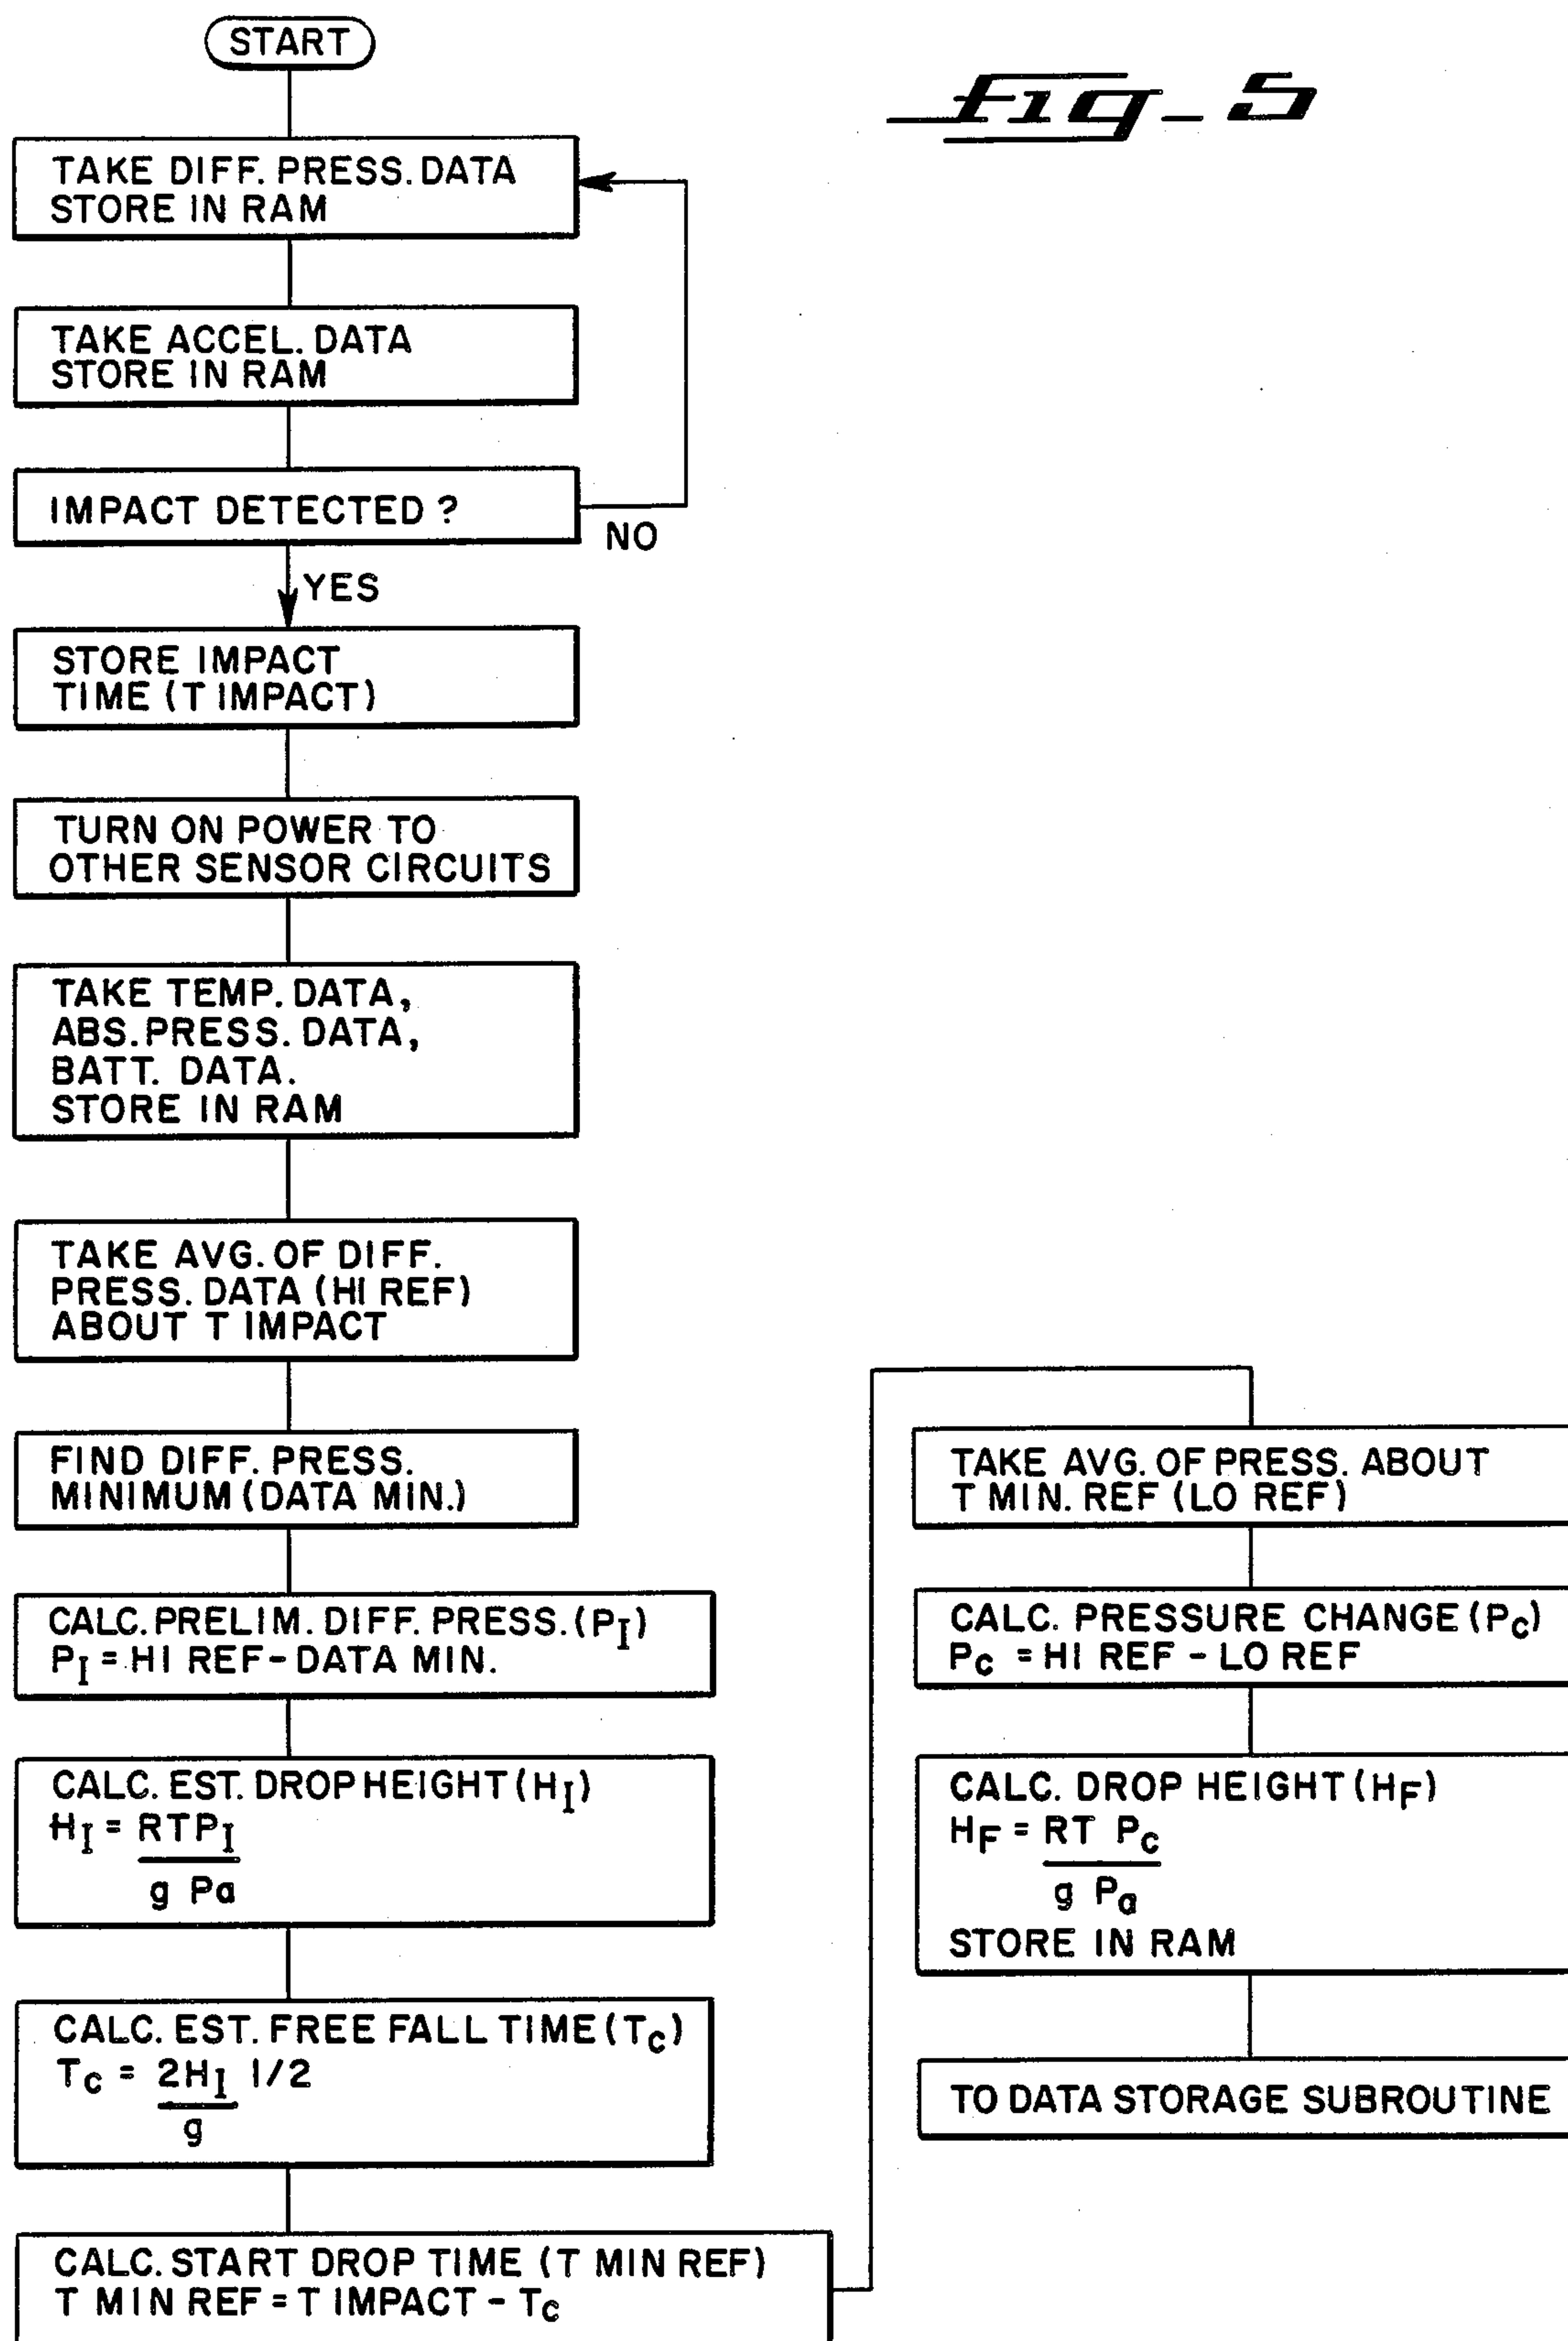 START
fig_5
TAKE DIFF. PRESS. DATA
STORE IN RAM
TAKE ACCEL. DATA
STORE IN RAM
IMPACT DETECTED ?
NO
YES
STORE IMPACT
TIME (T IMPACT)
TURN ON POWER TO
OTHER SENSOR CIRCUITS
TAKE TEMP. DATA,
ABS. PRESS. DATA,
BATT. DATA.
STORE IN RAM
TAKE AVG. OF DIFF.
PRESS. DATA (HI REF)
ABOUT T IMPACT
FIND DIFF. PRESS.
MINIMUM (DATA MIN.)
CALC. PRELIM. DIFF. PRESS. (PI)
PI = HI REF - DATA MIN.
CALC. EST. DROP HEIGHT (HI)
HI = RTPI
g Pa
CALC. EST. FREE FALL TIME (Tc)
Tc = 2HI 1/2
g
CALC. START DROP TIME (T MIN REF)
T MIN REF = T IMPACT - Tc
TAKE AVG. OF PRESS. ABOUT
T MIN. REF (LO REF)
CALC. PRESSURE CHANGE (Pc)
Pc = HI REF - LO REF
CALC. DROP HEIGHT (HF)
HF = RT Pc
g Pa
STORE IN RAM
TO DATA STORAGE SUBROUTINE